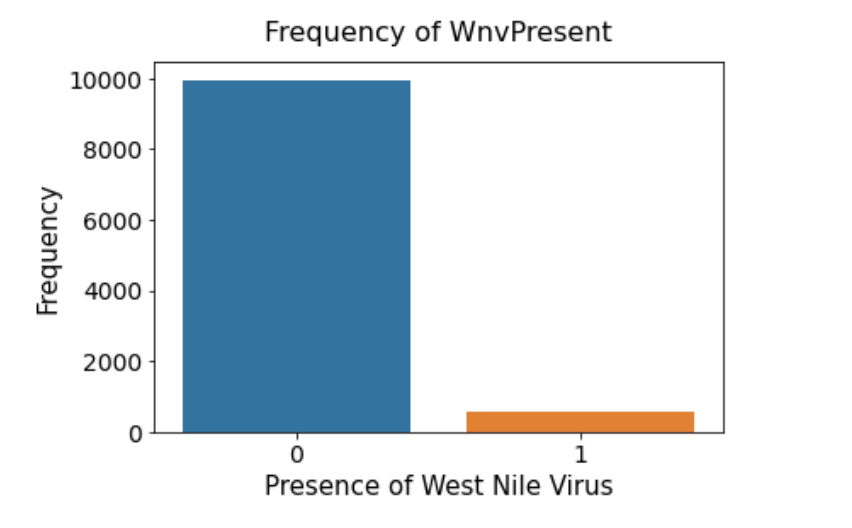 Frequency of WnvPresent
10000
8000
6000
4000
2000
0
Frequency
0 1
Presence of West Nile Virus